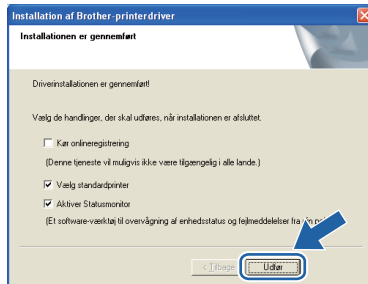 Installation af Brother-printerdriver
Installationen er gennemført
Driverinstallationen er gennemført!
Vælg de handlinger, der skal udføres, når installationen er afsluttet.
Kør onlineregistrering
(Denne tjeneste vil muligvis ikke være tilgængelig i alle lande.)
Vælg standardprinter
Aktiver Statusmonitor
(Et software-værktøj til overvågning af enhedsstatus og fejlmeddelelser fra
< Tilbage
Udfør